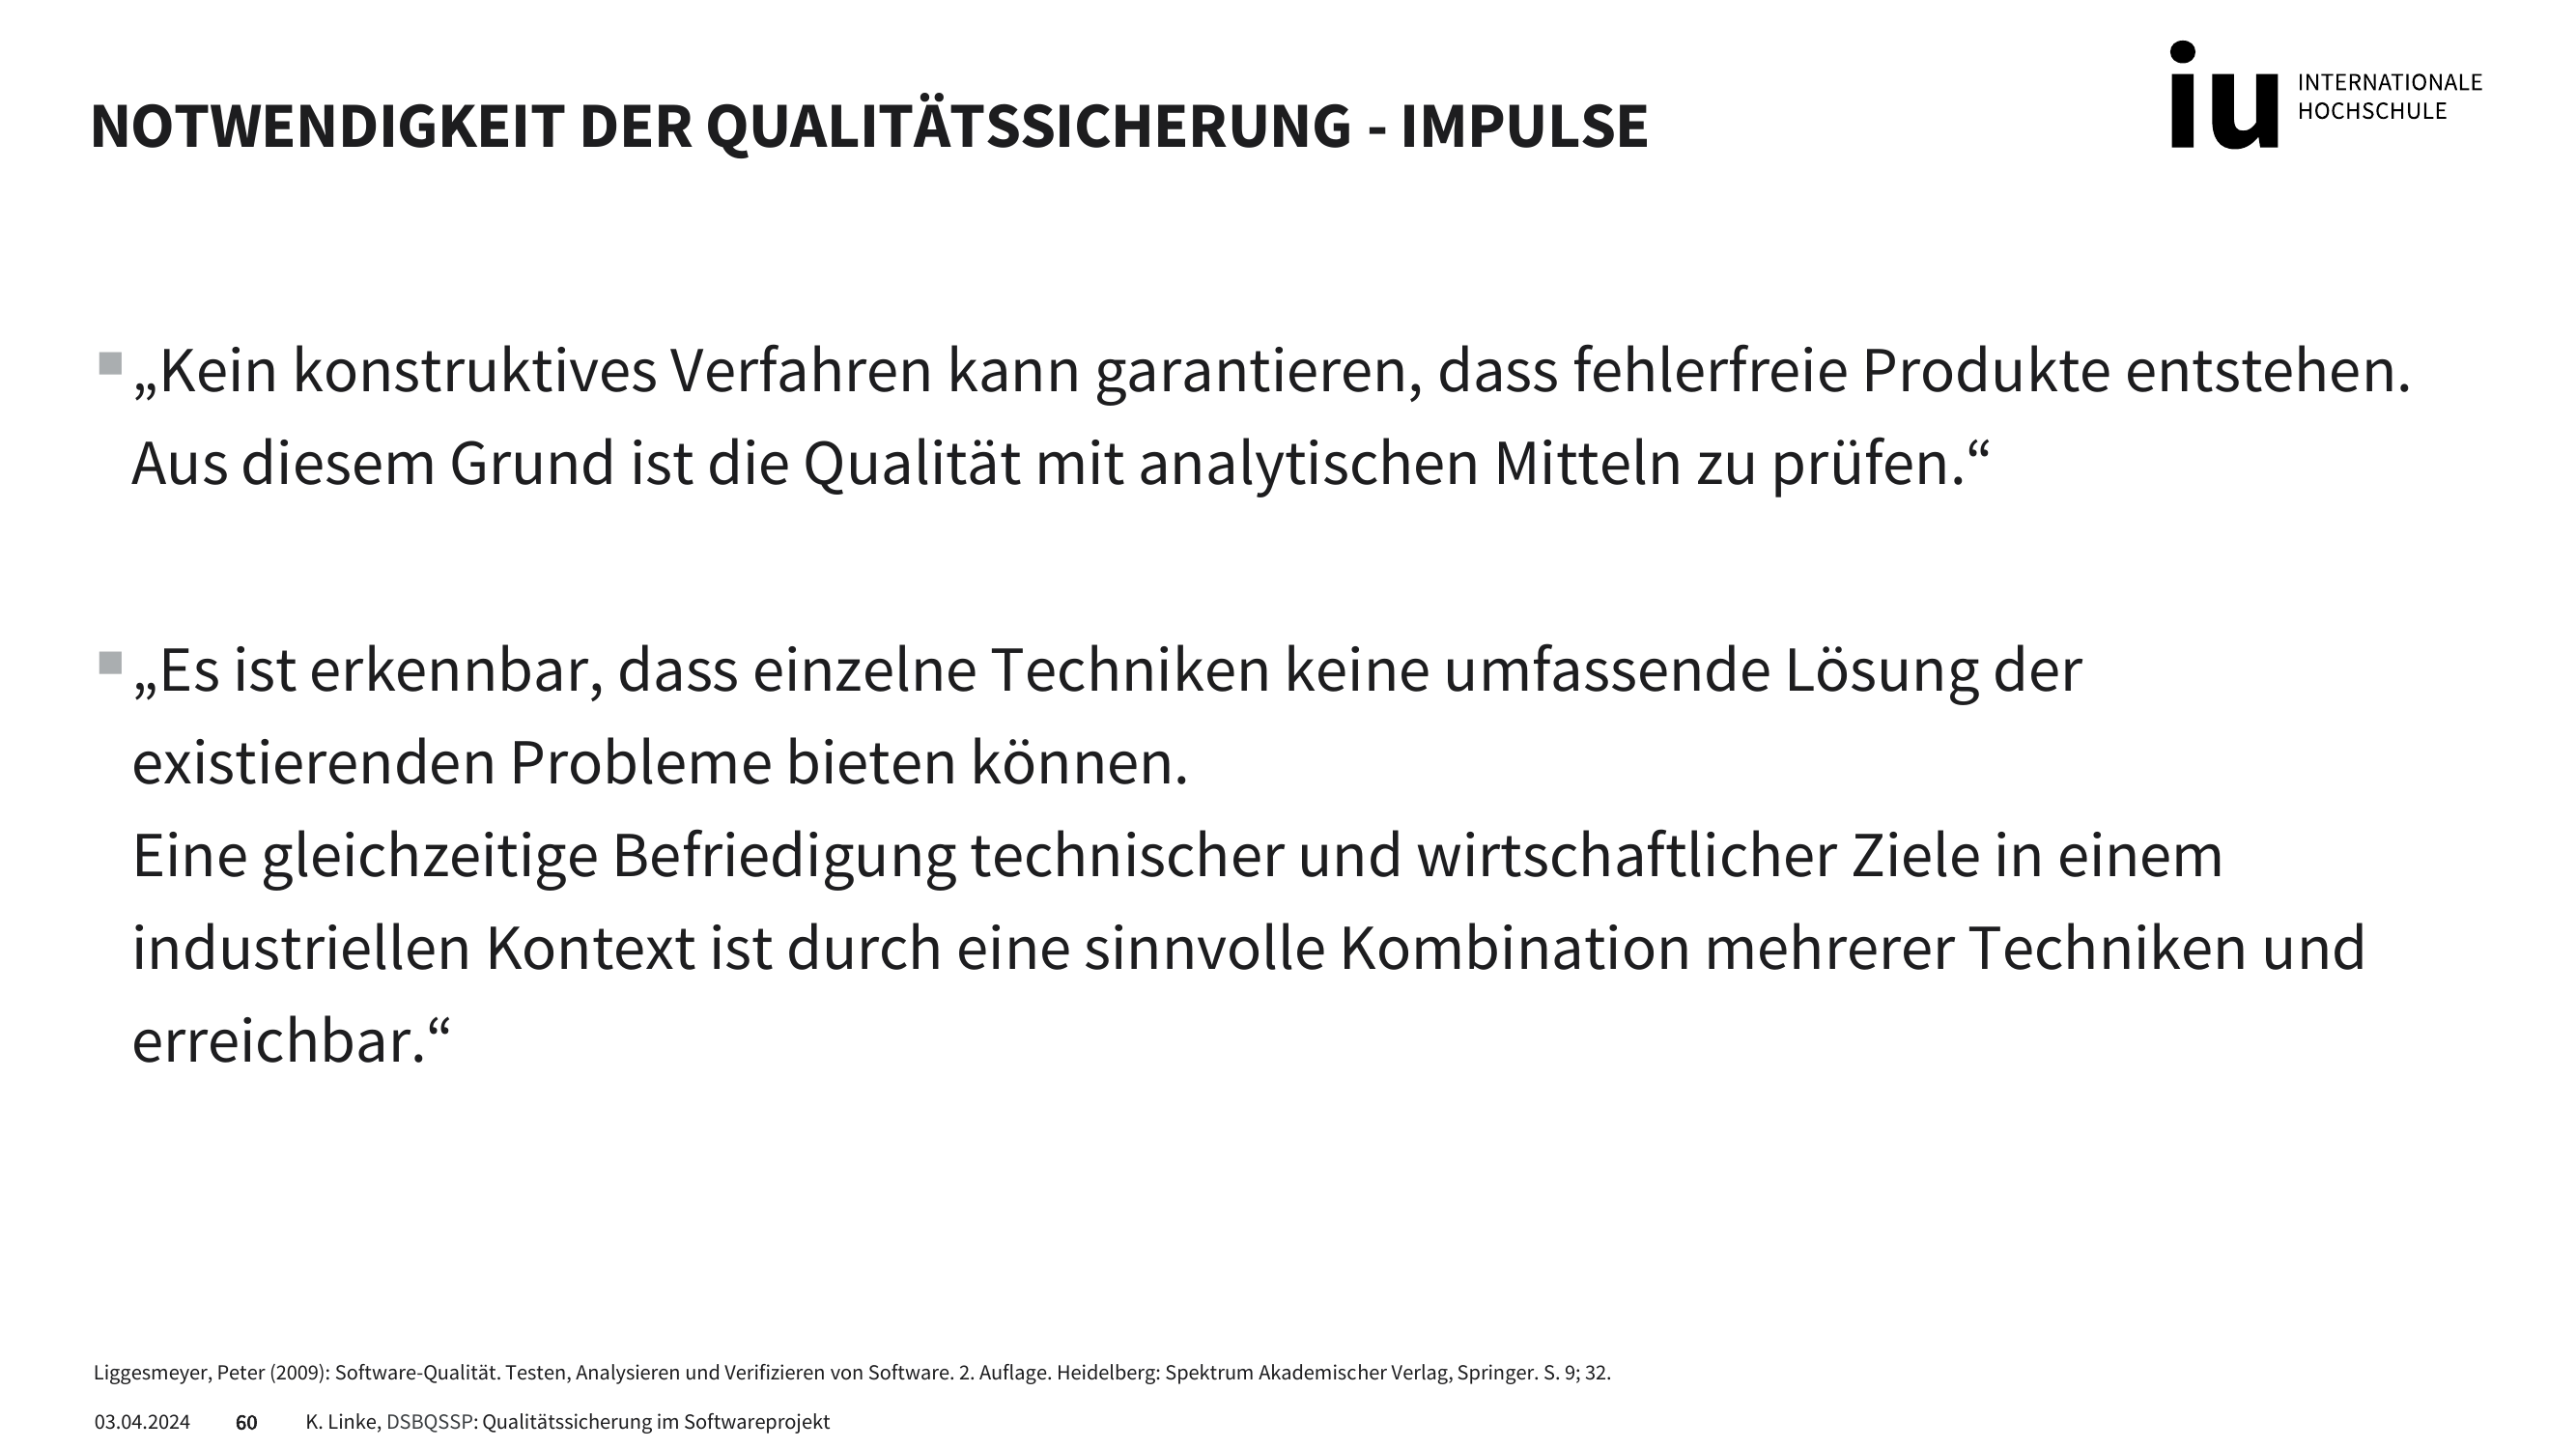 NOTWENDIGKEIT DER QUALITÄTSSICHERUNG - IMPULSE
iu INTERNATIONALE
HOCHSCHULE
„Kein konstruktives Verfahren kann garantieren, dass fehlerfreie Produkte entstehen.
Aus diesem Grund ist die Qualität mit analytischen Mitteln zu prüfen.“
„Es ist erkennbar, dass einzelne Techniken keine umfassende Lösung der
existierenden Probleme bieten können.
Eine gleichzeitige Befriedigung technischer und wirtschaftlicher Ziele in einem
industriellen Kontext ist durch eine sinnvolle Kombination mehrerer Techniken und
erreichbar.“
Liggesmeyer, Peter (2009): Software-Qualität. Testen, Analysieren und Verifizieren von Software. 2. Auflage. Heidelberg: Spektrum Akademischer Verlag, Springer. S. 9; 32.
03.04.2024 60 K. Linke, DSBQSSP: Qualitätssicherung im Softwareprojekt